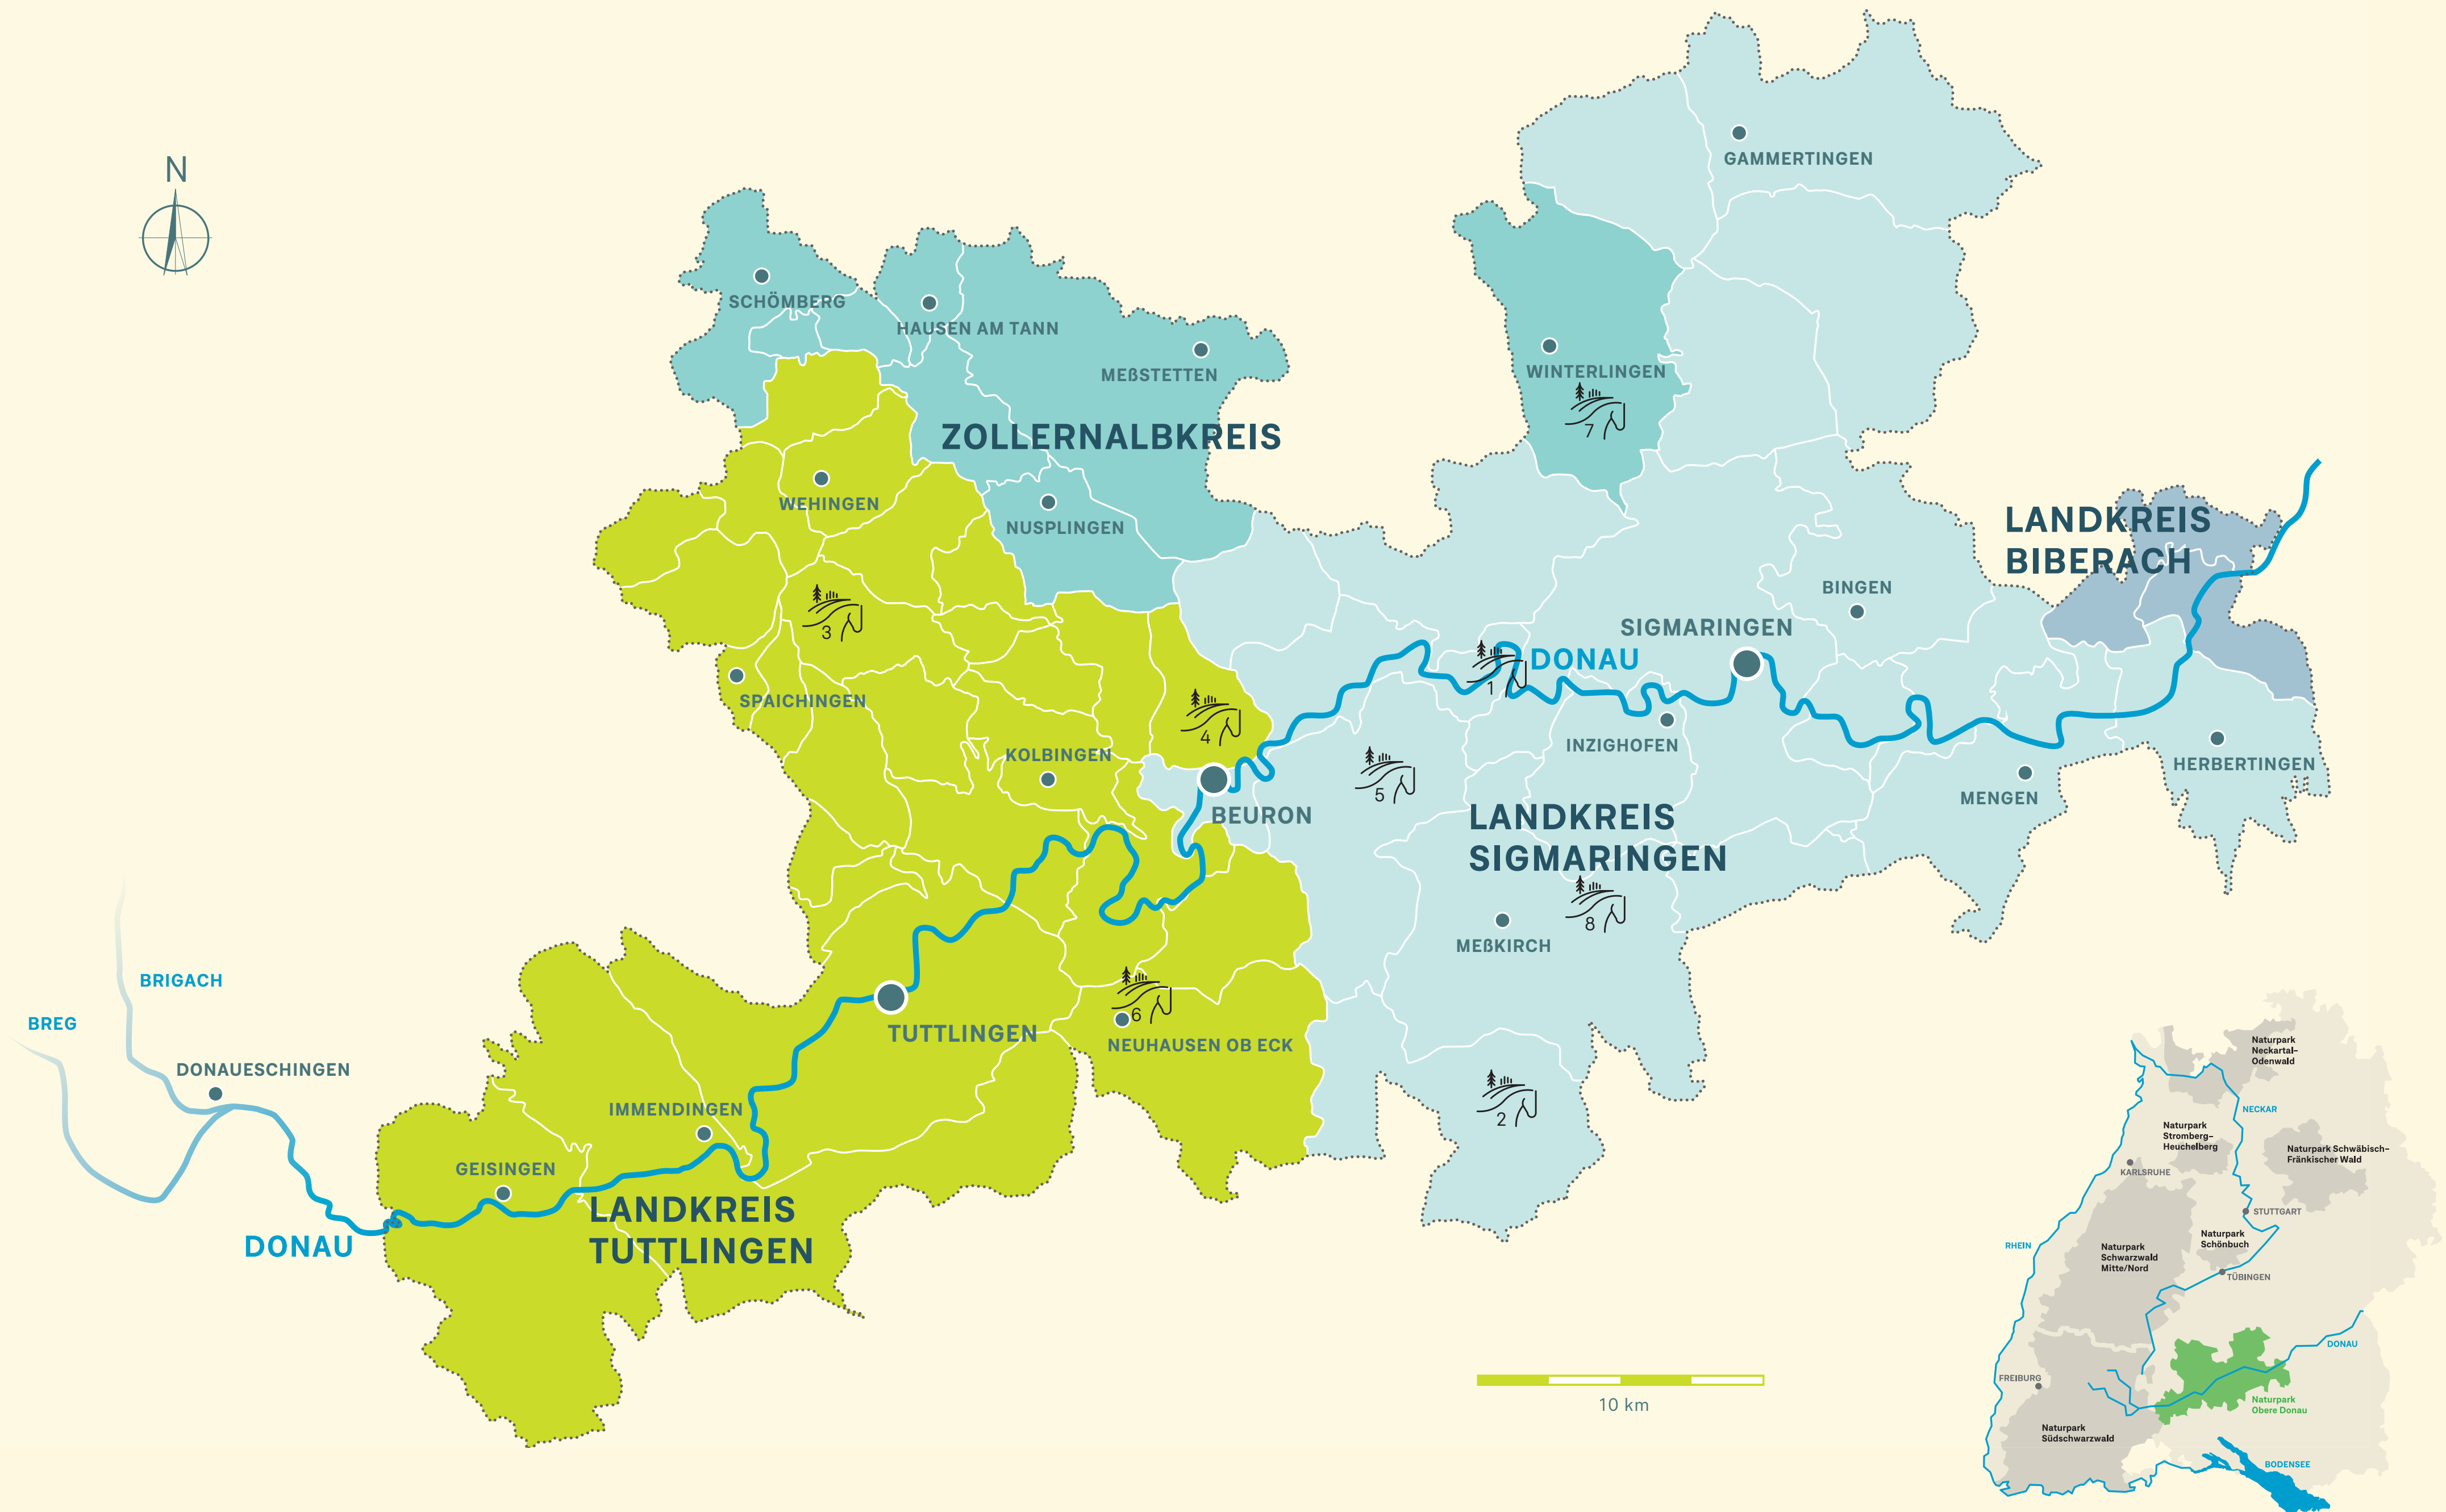 N
GAMMERTINGEN
SCHÖMBERG
HAUSEN AM TANN
MEßSTETTEN
WINTERLINGEN
7
ZOLLERNALBKREIS
WEHINGEN
NUSPLINGEN
LANDKREIS
BIBERACH
BINGEN
3
SIGMARINGEN
DONAU
1
SPAICHINGEN
4
KOLBINGEN
INZIGHOFEN
5
HERBERTINGEN
MENGEN
BEURON
LANDKREIS
SIGMARINGEN
8
MEßKIRCH
BRIGACH
BREG
6
TUTTLINGEN
NEUHAUSEN OB ECK
DONAUESCHINGEN
IMMENDINGEN
2
GEISINGEN
LANDKREIS
TUTTLINGEN
DONAU
10 km
Naturpark
Neckartal–
Odenwald
NECKAR
Naturpark
Stromberg–
Heuchelberg
Naturpark Schwäbisch–
Fränkischer Wald
KARLSRUHE
STUTTGART
Naturpark
Schönbuch
RHEIN
Naturpark
Schwarzwald
Mitte/Nord
TÜBINGEN
DONAU
FREIBURG
Naturpark
Obere Donau
Naturpark
Südschwarzwald
BODENSEE